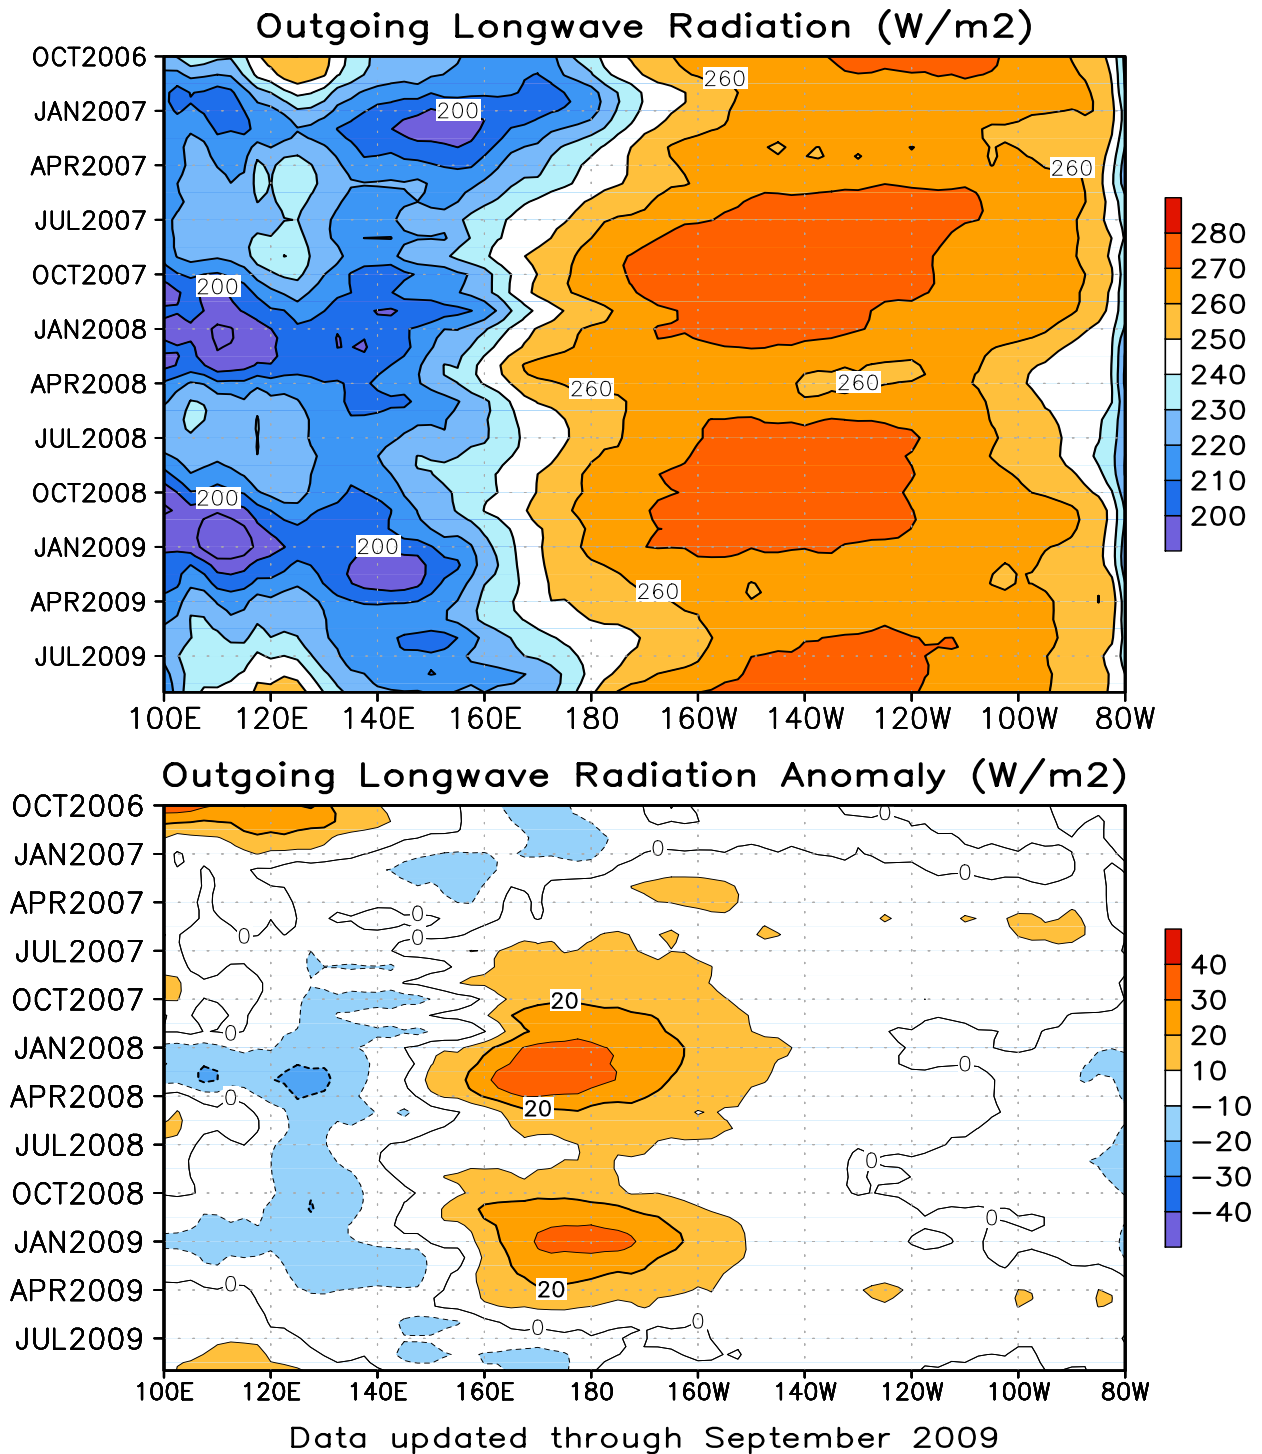 Outgoing Longwave Radiation (W/m2)
OCT2006
JAN2007
APR2007
JUL2007
OCT2007
JAN2008
APR2008
JUL2008
OCT2008
JAN2009
APR2009
JUL2009
260
200
260
200
260
260
200
200
260
280
270
260
250
240
230
220
210
200
100E 120E 140E 160E 180 160W 140W 120W 100W 80W
Outgoing Longwave Radiation Anomaly (W/m2)
OCT2006
JAN2007
APR2007
JUL2007
OCT2007
JAN2008
APR2008
JUL2008
OCT2008
JAN2009
APR2009
JUL2009
0
0
0
0
0
0
20
0
0
0
20
0
0
0
20
0
0
40
30
20
10
−10
−20
−30
−40
100E 120E 140E 160E 180 160W 140W 120W 100W 80W
Data updated through September 2009